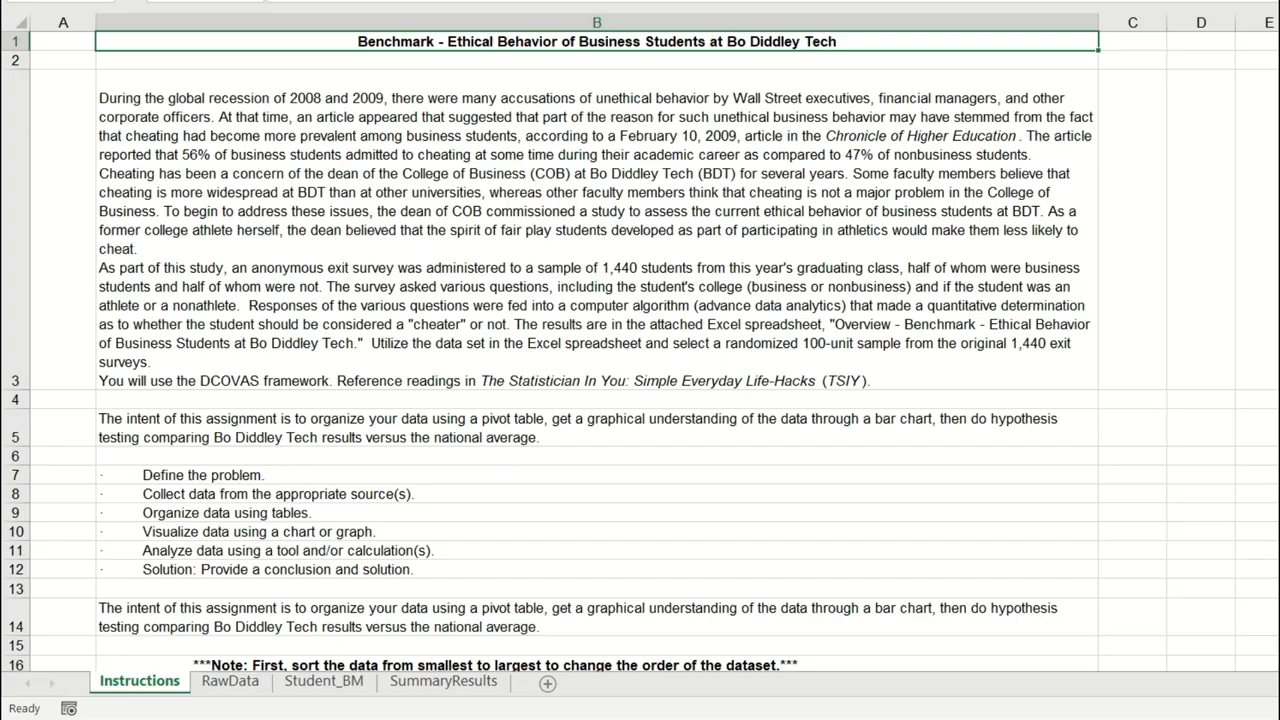 A B C D E
1 Benchmark - Ethical Behavior of Business Students at Bo Diddley Tech
2
During the global recession of 2008 and 2009, there were many accusations of unethical behavior by Wall Street executives, financial managers, and other
corporate officers. At that time, an article appeared that suggested that part of the reason for such unethical business behavior may have stemmed from the fact
that cheating had become more prevalent among business students, according to a February 10, 2009, article in the Chronicle of Higher Education. The article
reported that 56% of business students admitted to cheating at some time during their academic career as compared to 47% of nonbusiness students.
Cheating has been a concern of the dean of the College of Business (COB) at Bo Diddley Tech (BDT) for several years. Some faculty members believe that
cheating is more widespread at BDT than at other universities, whereas other faculty members think that cheating is not a major problem in the College of
Business. To begin to address these issues, the dean of COB commissioned a study to assess the current ethical behavior of business students at BDT. As a
former college athlete herself, the dean believed that the spirit of fair play students developed as part of participating in athletics would make them less likely to
cheat.
As part of this study, an anonymous exit survey was administered to a sample of 1,440 students from this year's graduating class, half of whom were business
students and half of whom were not. The survey asked various questions, including the student's college (business or nonbusiness) and if the student was an
athlete or a nonathlete. Responses of the various questions were fed into a computer algorithm (advance data analytics) that made a quantitative determination
as to whether the student should be considered a "cheater" or not. The results are in the attached Excel spreadsheet, "Overview - Benchmark - Ethical Behavior
of Business Students at Bo Diddley Tech." Utilize the data set in the Excel spreadsheet and select a randomized 100-unit sample from the original 1,440 exit
surveys.
3 You will use the DCOVAS framework. Reference readings in The Statistician In You: Simple Everyday Life-Hacks (TSIY).
4
The intent of this assignment is to organize your data using a pivot table, get a graphical understanding of the data through a bar chart, then do hypothesis
5 testing comparing Bo Diddley Tech results versus the national average.
6
7 · Define the problem.
8 · Collect data from the appropriate source(s).
9 · Organize data using tables.
10 · Visualize data using a chart or graph.
11 · Analyze data using a tool and/or calculation(s).
12 · Solution: Provide a conclusion and solution.
13
The intent of this assignment is to organize your data using a pivot table, get a graphical understanding of the data through a bar chart, then do hypothesis
14 testing comparing Bo Diddley Tech results versus the national average.
15
16 ***Note: First, sort the data from smallest to largest to change the order of the dataset.***
Instructions RawData Student_BM SummaryResults
Ready